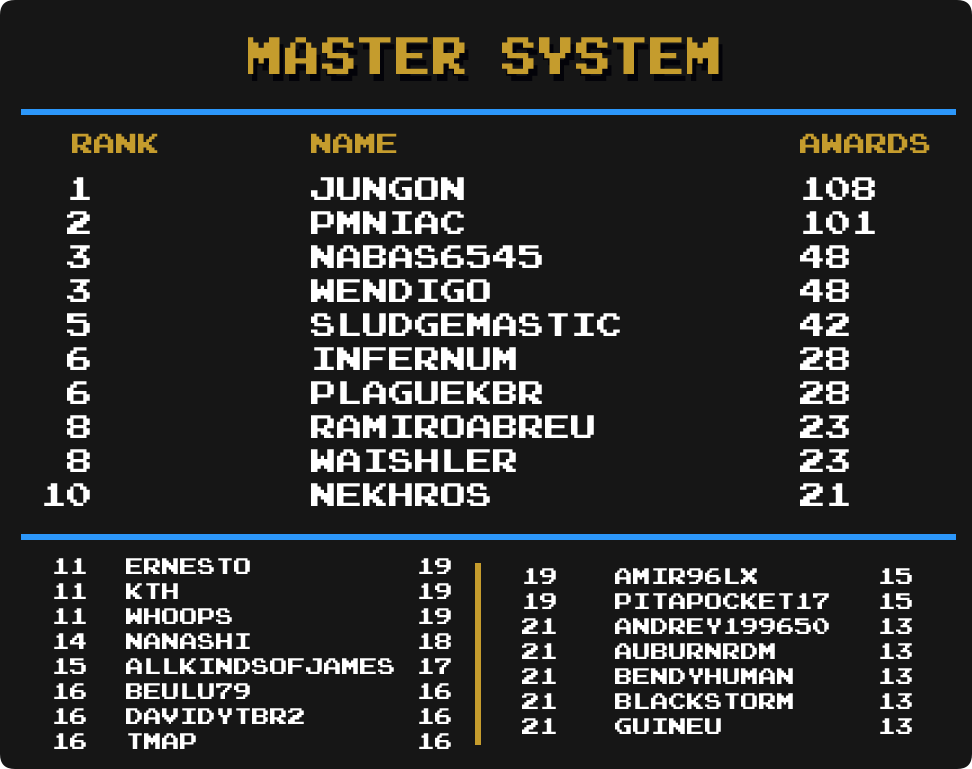 MASTER SYSTEM
RANK NAME AWARDS
1 JUNGON 108
2 PMNIAC 101
3 NABAS6545 48
3 WENDIGO 48
5 SLUDGEMASTIC 42
6 INFERNUM 28
6 PLAGUEKBR 28
8 RAMIROABREU 23
8 WAISHLER 23
10 NEKHROS 21
11 ERNESTO 19
11 KTH 19
11 WHOOPS 19
14 NANASHI 18
15 ALLKINDSOFJAMES 17
16 BEULU79 16
16 DAVIDYTBR2 16
16 TMAP 16
19 AMIR96LX 15
19 PITAPOCKET17 15
21 ANDREY199650 13
21 AUBURNRDM 13
21 BENDYHUMAN 13
21 BLACKSTORM 13
21 GUINEU 13